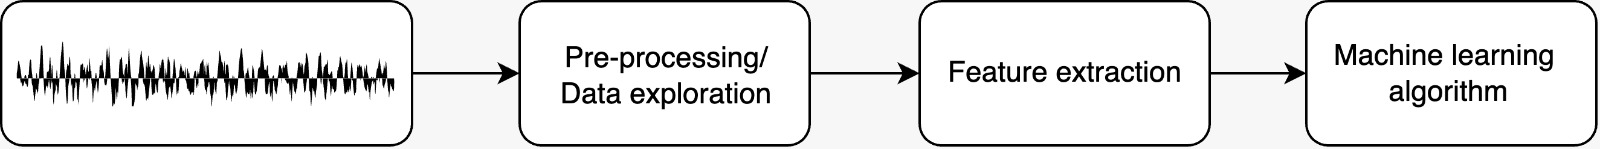 Pre-processing/
Data exploration
Feature extraction
Machine learning
algorithm